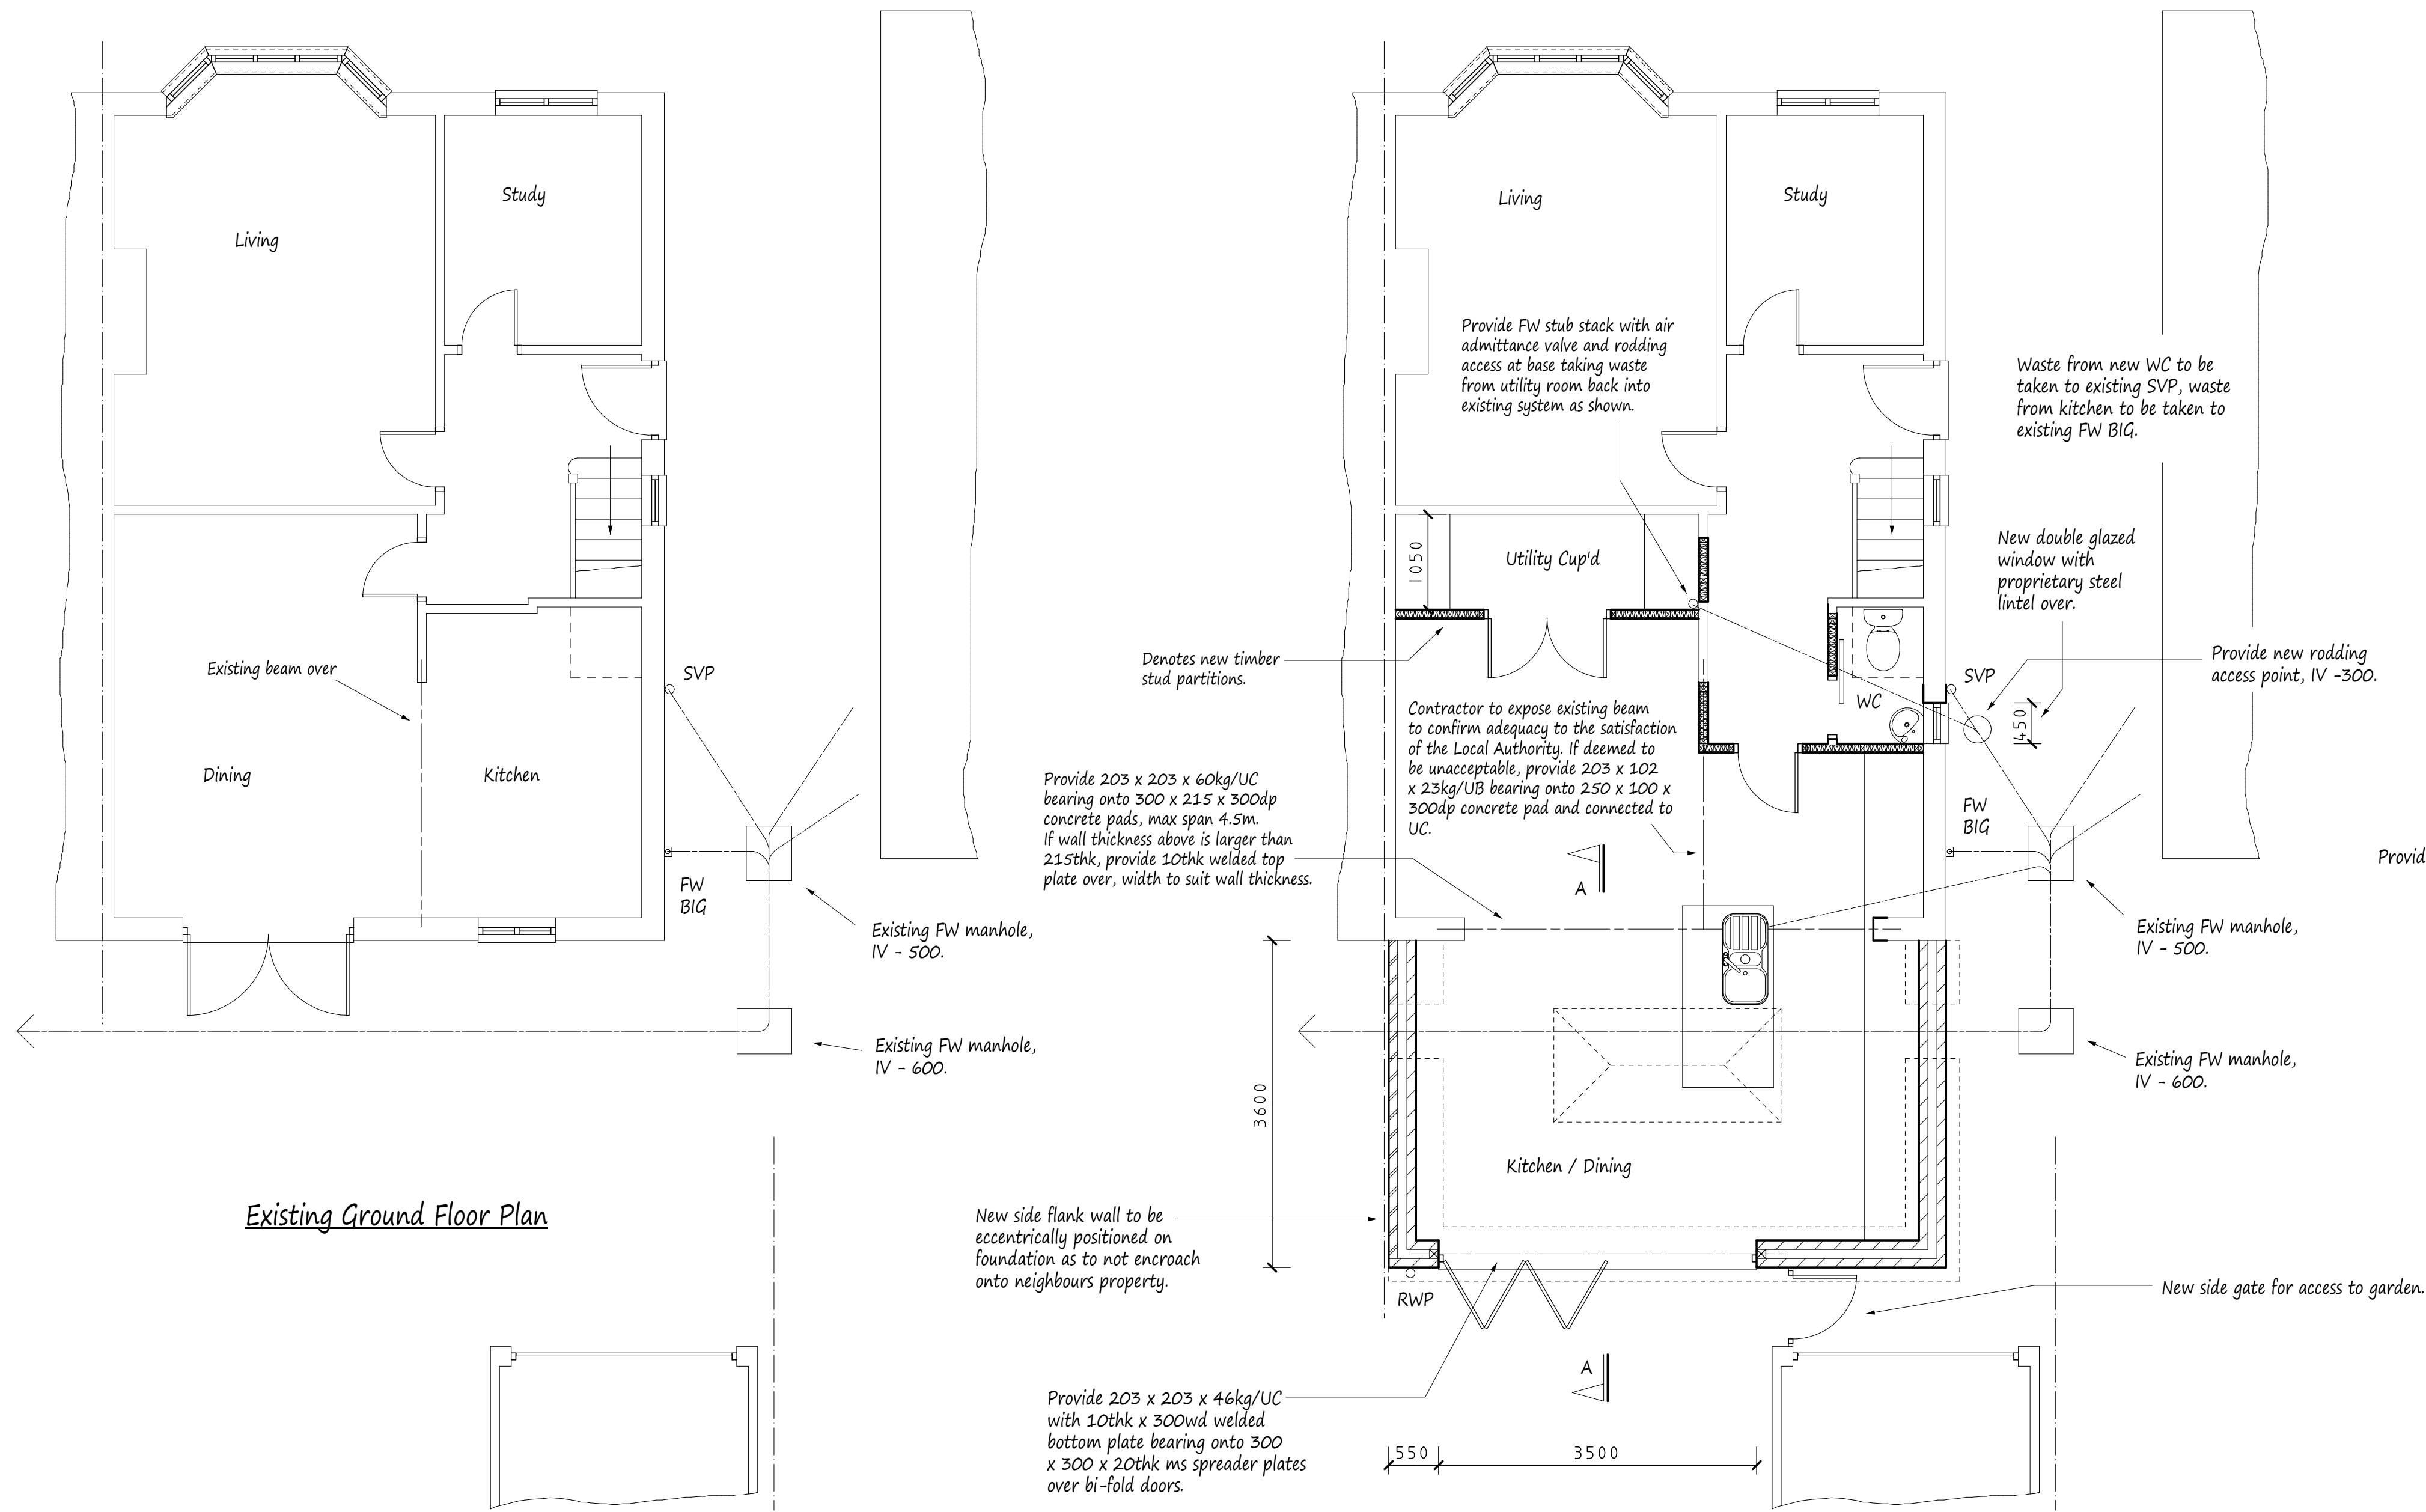 Living
Study
Existing beam over
SVP
Dining
Kitchen
FW
BIG
Existing FW manhole,
IV - 500.
Existing FW manhole,
IV - 600.
Existing Ground Floor Plan
Living
Study
Provide FW stub stack with air
admittance valve and rodding
access at base taking waste
from utility room back into
existing system as shown.
Waste from new WC to be
taken to existing SVP, waste
from kitchen to be taken to
existing FW BIG.
1050
Utility Cup'd
New double glazed
window with
proprietary steel
lintel over.
Denotes new timber
stud partitions.
Provide new rodding
access point, IV -300.
SVP
WC
450
Contractor to expose existing beam
to confirm adequacy to the satisfaction
of the Local Authority. If deemed to
be unacceptable, provide 203 x 102
x 23kg/UB bearing onto 250 x 100 x
300dp concrete pad and connected to
UC.
Provide 203 x 203 x 60kg/UC
bearing onto 300 x 215 x 300dp
concrete pads, max span 4.5m.
If wall thickness above is larger than
215thk, provide 10thk welded top
plate over, width to suit wall thickness.
FW
BIG
Provid
A
Existing FW manhole,
IV - 500.
Existing FW manhole,
IV - 600.
3600
Kitchen / Dining
New side flank wall to be
eccentrically positioned on
foundation as to not encroach
onto neighbours property.
RWP
New side gate for access to garden.
A
Provide 203 x 203 x 46kg/UC
with 10thk x 300wd welded
bottom plate bearing onto 300
x 300 x 20thk ms spreader plates
over bi-fold doors.
550
3500